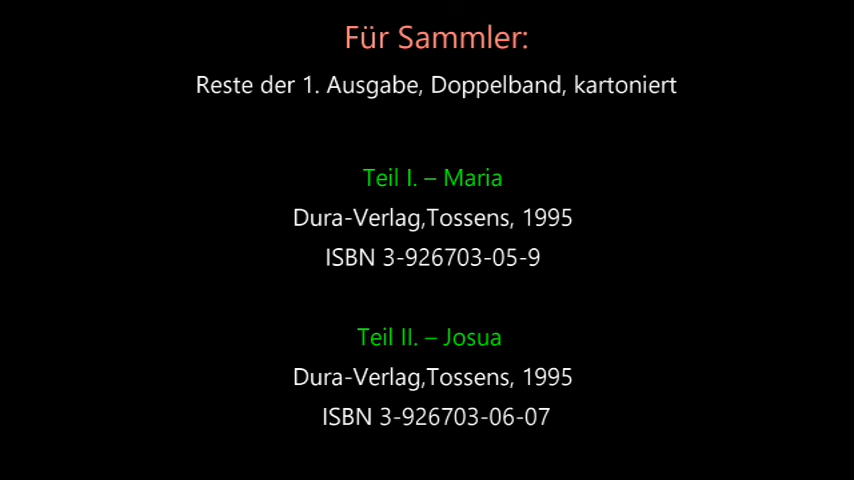 Für Sammler:
Reste der 1. Ausgabe, Doppelband, kartoniert
Teil I. – Maria
Dura-Verlag,Tossens, 1995
ISBN 3-926703-05-9
Teil II. – Josua
Dura-Verlag,Tossens, 1995
ISBN 3-926703-06-07